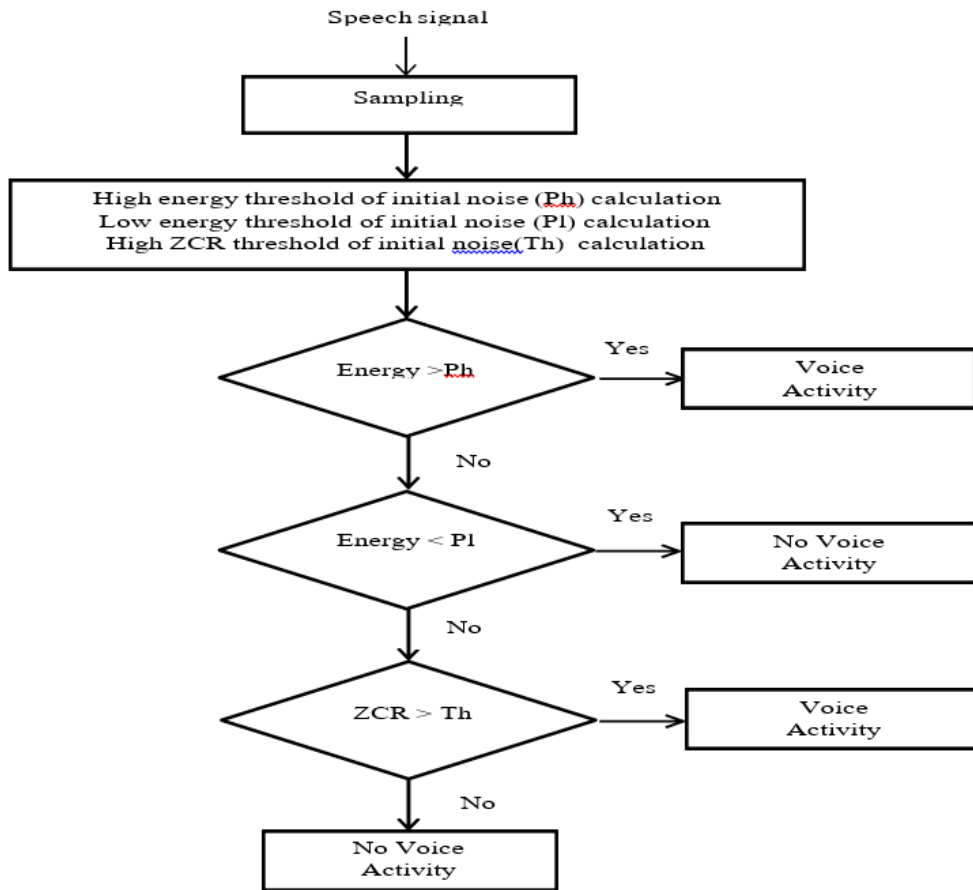 Speech signal
Sampling
High energy threshold of initial noise (Ph) calculation
Low energy threshold of initial noise (Pl) calculation
High ZCR threshold of initial noise(Th) calculation
Energy >Ph
Yes
Voice
Activity
No
Energy < Pl
Yes
No Voice
Activity
No
ZCR > Th
Yes
Voice
Activity
No
No Voice
Activity